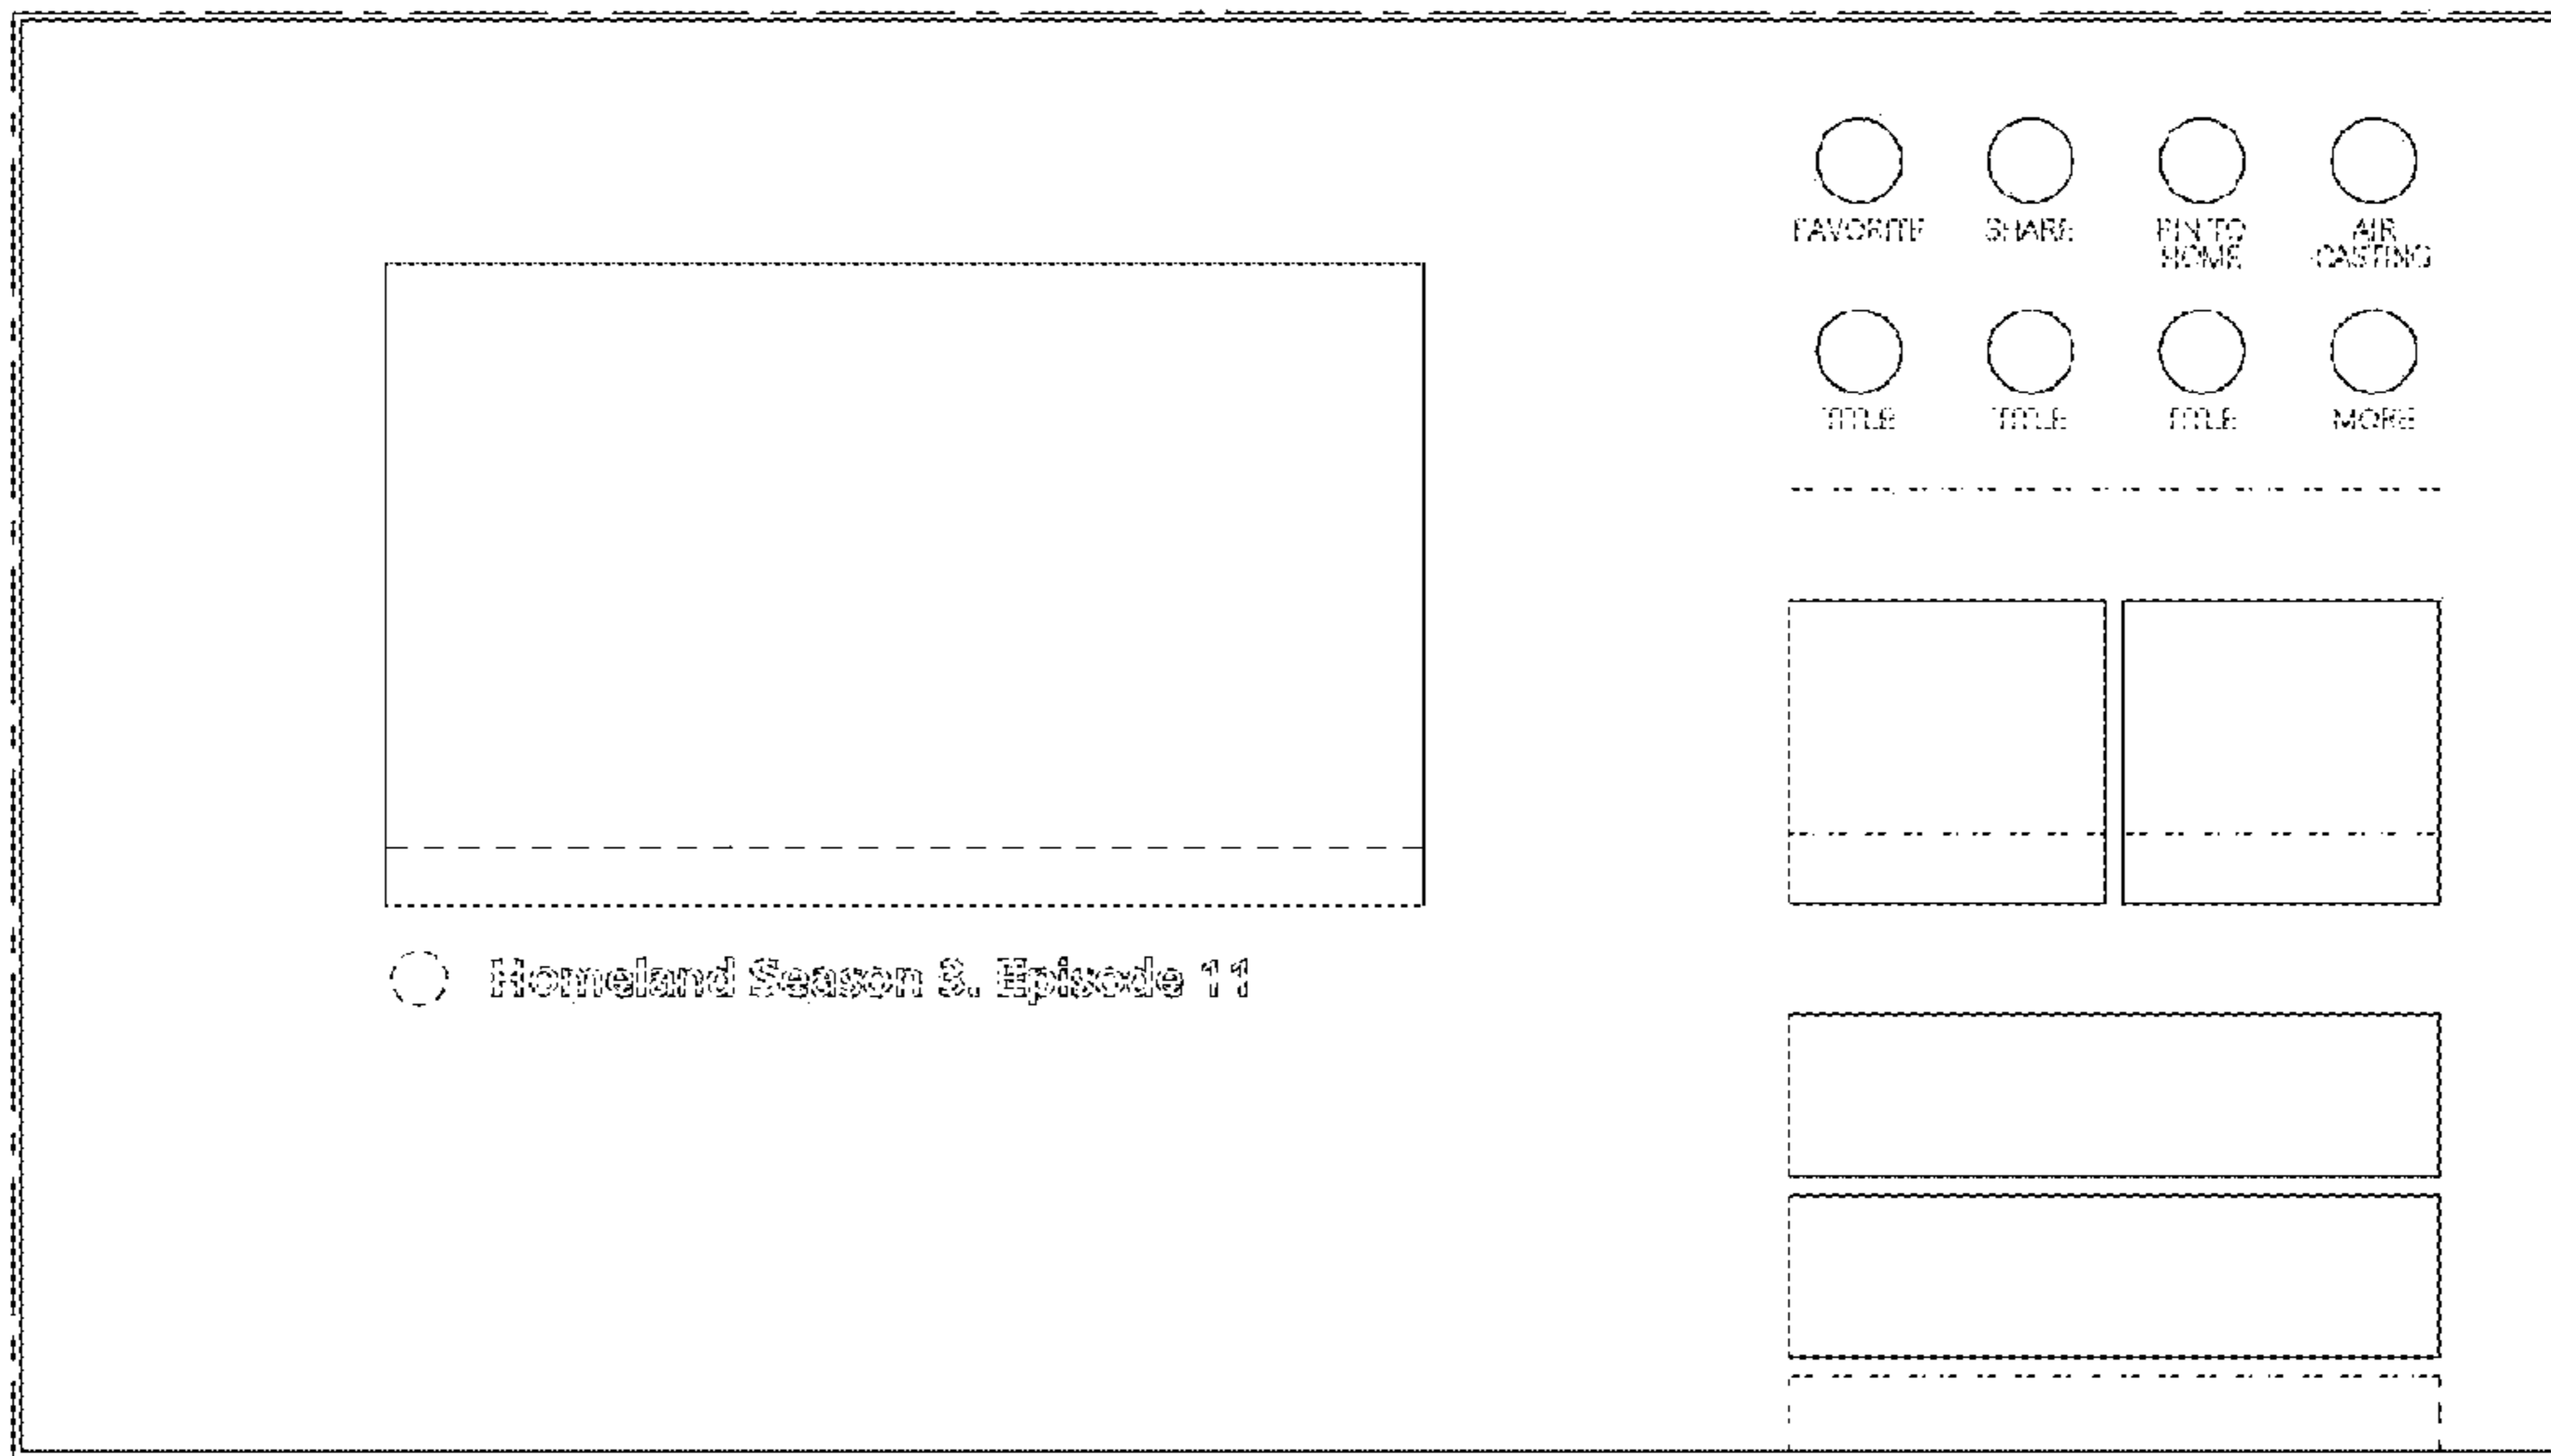 FAVORITE SHARE PIN TO HOME AIR CASTING
TITLE TITLE TITLE MORE
Homeland Season 3. Episode 11